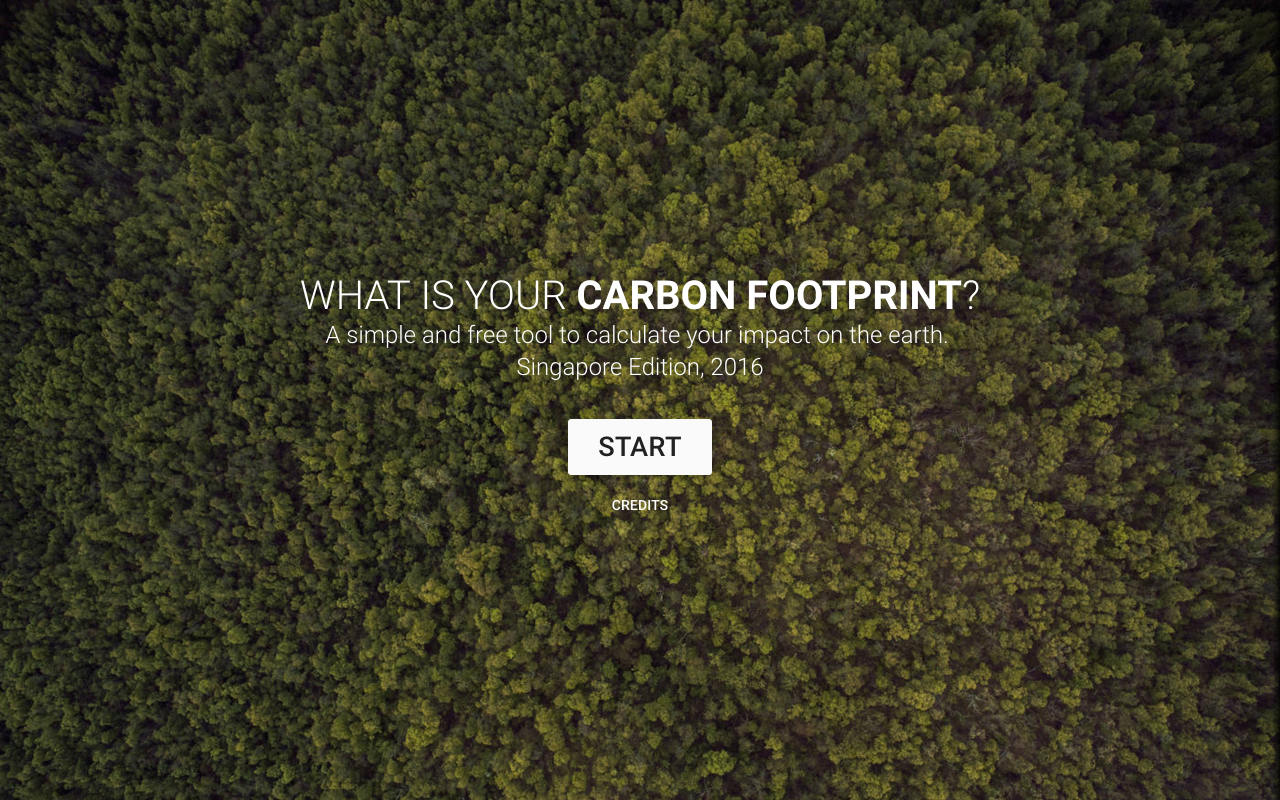 WHAT IS YOUR CARBON FOOTPRINT?
A simple and free tool to calculate your impact on the earth.
Singapore Edition, 2016
START
CREDITS